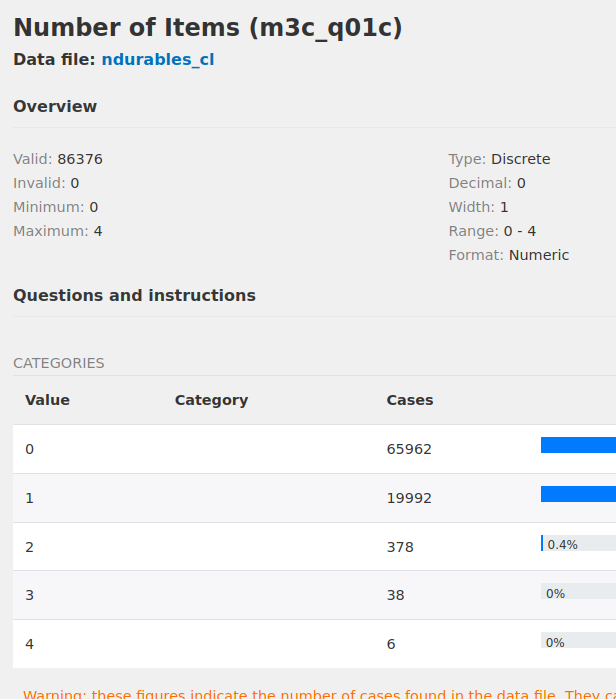 Number of Items (m3c_q01c)
Data file: ndurables_cl
Overview
Valid: 86376
Type: Discrete
Invalid: 0
Decimal: 0
Minimum: 0
Width: 1
Maximum: 4
Range: 0 - 4
Format: Numeric
Questions and instructions
CATEGORIES
Value Category Cases
0 65962
1 19992
2 378 0.4%
3 38 0%
4 6 0%
Warning: these figures indicate the number of cases found in the data file. They